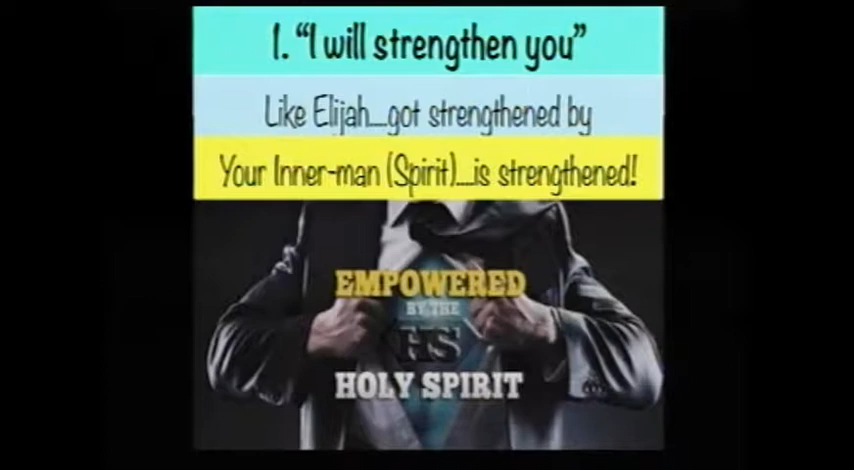 1. “I will strengthen you”
Like Elijah....got strengthened by
Your Inner-man (Spirit)....is strengthened!
EMPOWERED
BY THE
HS
HOLY SPIRIT